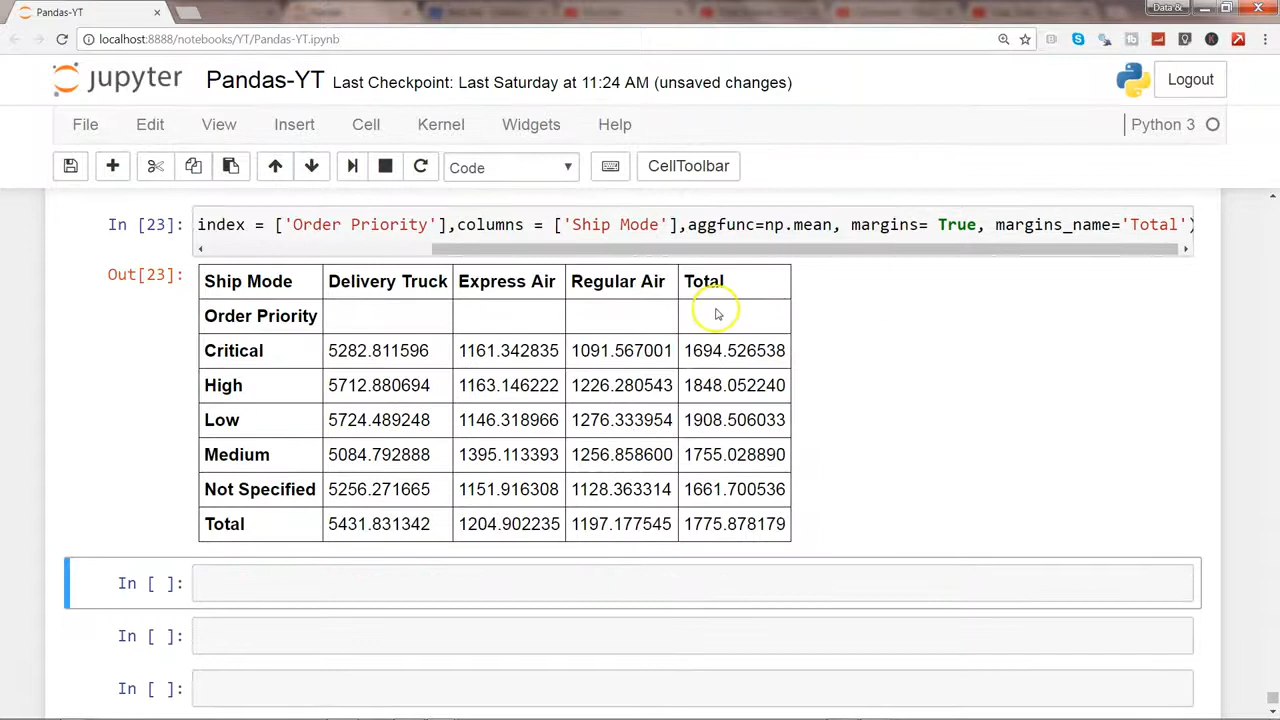 Pandas-YT
Data &
localhost:8888/notebooks/YT/Pandas-YT.ipynb
jupyter Pandas-YT Last Checkpoint: Last Saturday at 11:24 AM (unsaved changes) Logout
File Edit View Insert Cell Kernel Widgets Help Python 3
Code CellToolbar
In [23]: index = ['Order Priority'],columns = ['Ship Mode'],aggfunc=np.mean, margins= True, margins_name='Total')
Out[23]:
Ship Mode Delivery Truck Express Air Regular Air Total
Order Priority
Critical 5282.811596 1161.342835 1091.567001 1694.526538
High 5712.880694 1163.146222 1226.280543 1848.052240
Low 5724.489248 1146.318966 1276.333954 1908.506033
Medium 5084.792888 1395.113393 1256.858600 1755.028890
Not Specified 5256.271665 1151.916308 1128.363314 1661.700536
Total 5431.831342 1204.902235 1197.177545 1775.878179
In [ ]:
In [ ]:
In [ ]: